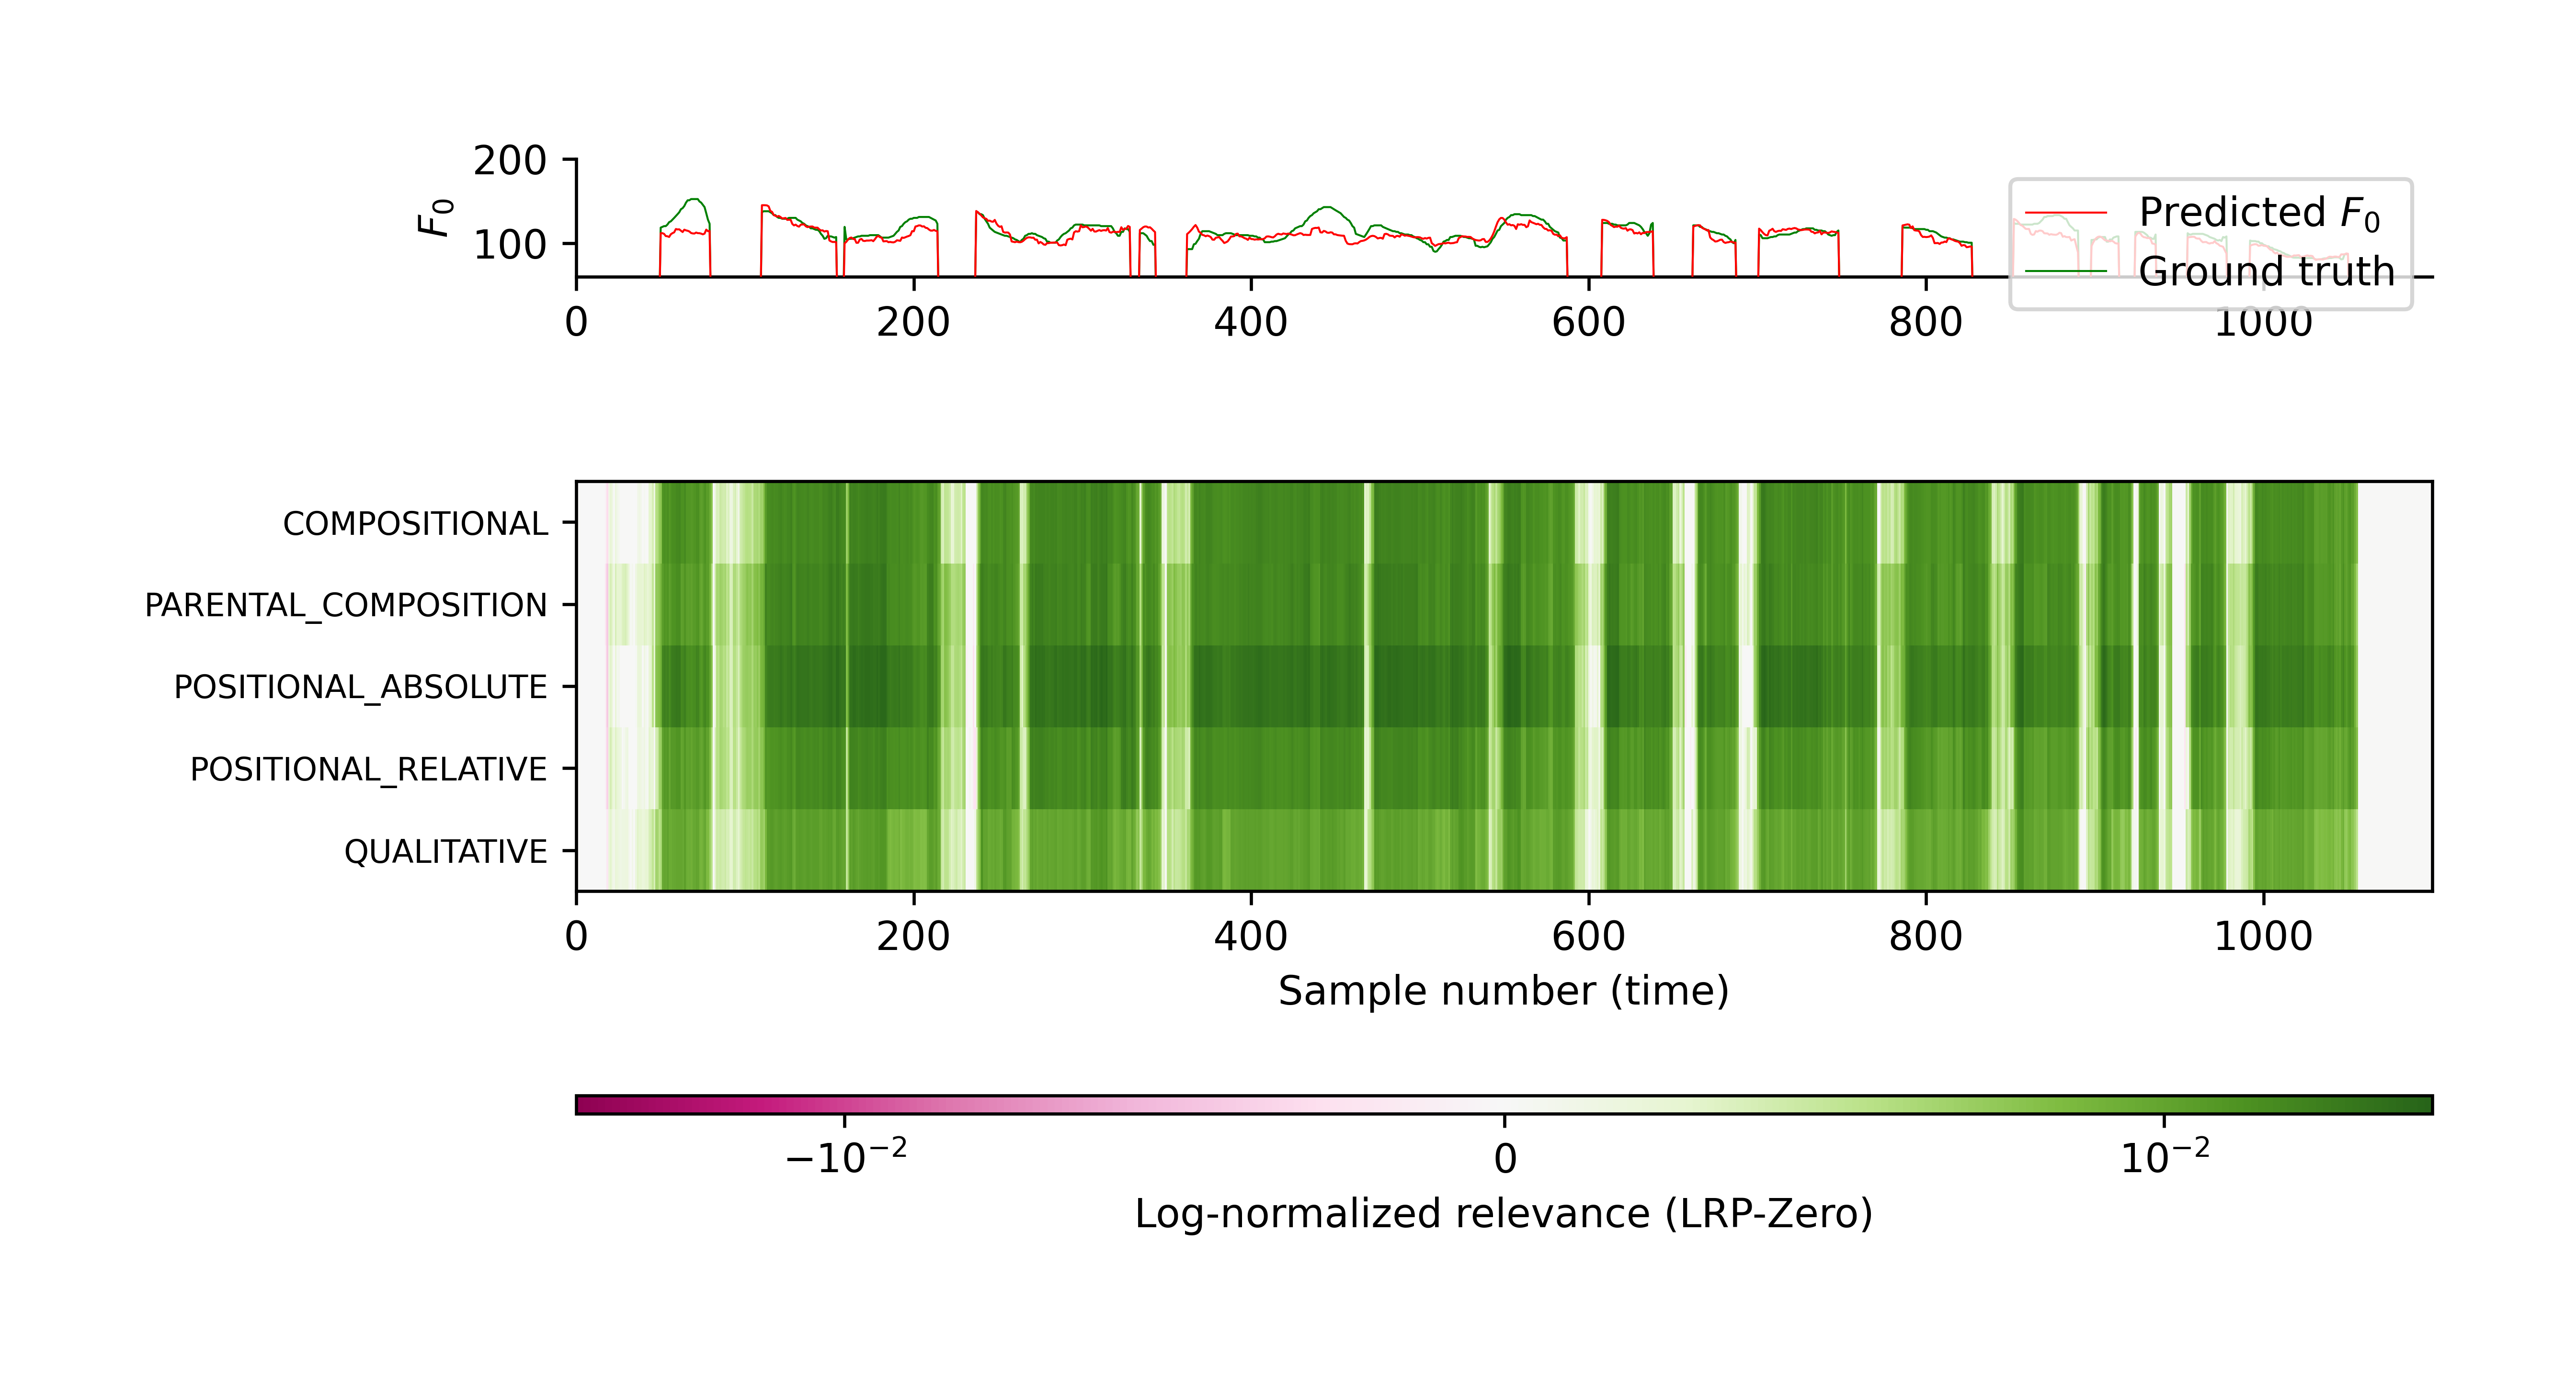 200
100
F₀
Predicted F₀
Ground truth
0 200 400 600 800 1000
COMPOSITIONAL
PARENTAL_COMPOSITION
POSITIONAL_ABSOLUTE
POSITIONAL_RELATIVE
QUALITATIVE
0 200 400 600 800 1000
Sample number (time)
−10⁻² 0 10⁻²
Log-normalized relevance (LRP-Zero)